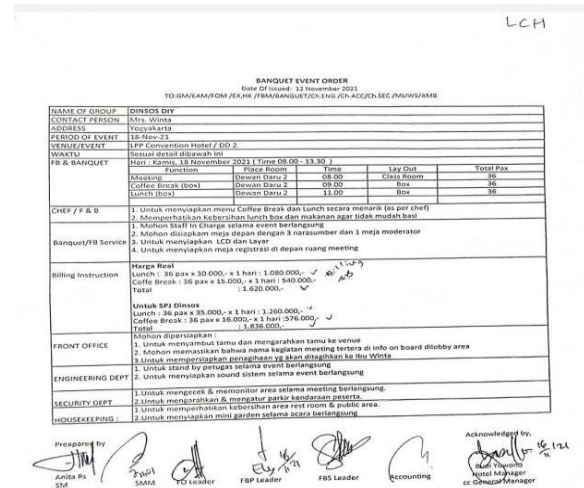 LCH
BANQUET EVENT ORDER
Date Of Issued: 12 November 2021
TO:GM/EAM/FOM /EX,HK /FBM/BANQUET/Ch.ENG /Ch.ACC/Ch.SEC /MUWS/AMB
NAME OF GROUP DINSOS DIY
CONTACT PERSON Mrs. Winta
ADDRESS Yogyakarta
PERIOD OF EVENT 18-Nov-21
VENUE/EVENT LPP Convention Hotel / DD 2
WAKTU Sesuai detail dibawah ini
FB & BANQUET Hari : Kamis, 18 November 2021 ( Time 08.00 - 13.30 )
Function Place Room Time Lay Out Total Pax
Meeting Dewan Daru 2 08.00 Class Room 36
Coffee Break (box) Dewan Daru 2 09.00 Box 36
Lunch (box) Dewan Daru 2 11.00 Box 36
CHEF / F & B 1. Untuk menyiapkan menu Coffee Break dan Lunch secara menarik (as per chef)
2. Memperhatikan Kebersihan lunch box dan makanan agar tidak mudah basi
Banquet/FB Service 1. Mohon Staff In Charge selama event berlangsung
2. Mohon disiapkam meja depan dengan 3 narasumber dan 1 meja moderator
3. Untuk menyiapkan LCD dan Layar
4. Untuk menyiapkan meja registrasi di depan ruang meeting
Billing Instruction Harga Real
Lunch : 36 pax x 30.000,- x 1 hari : 1.080.000,-
Coffe Break : 36 pax x 15.000,- x 1 hari : 540.000,-
Total : 1.620.000,-
Billing
Untuk SPJ Dinsos
Lunch : 36 pax x 35.000,- x 1 hari : 1.260.000,-
Coffee Break : 36 pax x 16.000,- x 1 hari :576.000,-
Total : 1.836.000,-
FRONT OFFICE Mohon dipersiapkan :
1. Untuk menyambut tamu dan mengarahkan tamu ke venue
2. Mohon memastikan bahwa nama kegiatan meeting tertera di info on board dilobby area
3.Untuk mempersiapkan penagihaan yg akan ditagihkan ke Ibu Winta
ENGINEERING DEPT 1. Untuk stand by petugas selama event berlangsung
2. Untuk menyiapkan sound sistem selama event berlangsung
SECURITY DEPT 1.Untuk mengecek & memonitor area selama meeting berlangsung.
2.Untuk mengarahkan & mengatur parkir kendaraan peserta.
HOUSEKEEPING : 1.Untuk memperhatikan kebersihan area rest room & public area.
2.Untuk menyiapkan mini garden selama acara berlangsung
Preapared by Acknowledged by,
Anita Rs Budi Yuwono
SM SMM FO Leader FBP Leader FBS Leader Accounting Hotel Manager
cc General Manager